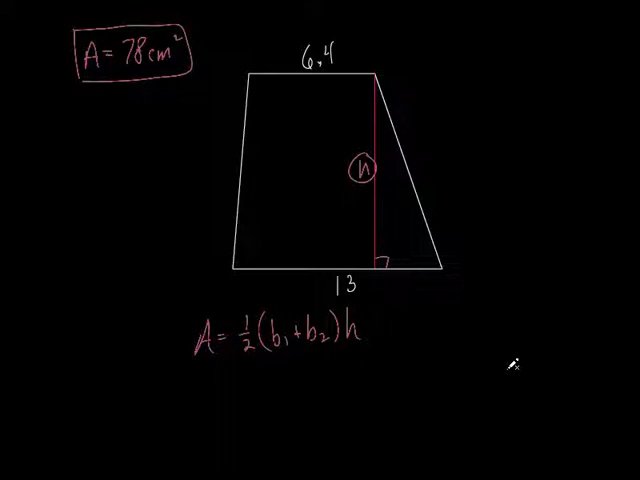 A = 78cm²
6.4
h
13
A = ½(b₁+b₂)h